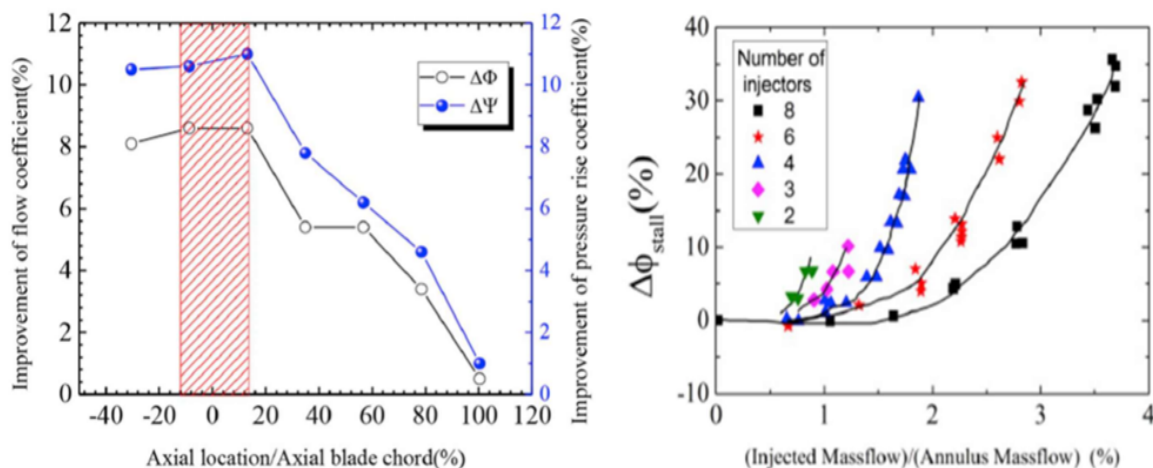 12
10
8
6
4
2
0
Improvement of flow coefficient(%)
-40 -20 0 20 40 60 80 100
Axial location/Axial blade chord(%)
ΔΦ
ΔΨ
12
10
8
6
4
2
0
Improvement of pressure rise coefficient(%)
40
30
20
10
0
-10
Δϕstall(%)
Number of
injectors
8
6
4
3
2
0 1 2 3 4
(Injected Massflow)/(Annulus Massflow) (%)